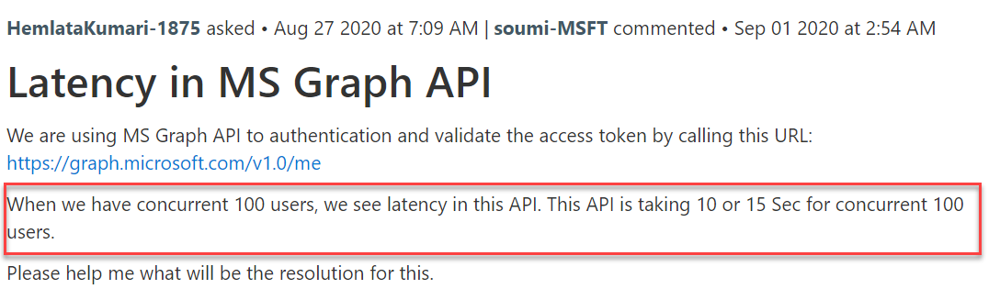 HemlataKumari-1875 asked • Aug 27 2020 at 7:09 AM | soumi-MSFT commented • Sep 01 2020 at 2:54 AM
Latency in MS Graph API
We are using MS Graph API to authentication and validate the access token by calling this URL:
https://graph.microsoft.com/v1.0/me
When we have concurrent 100 users, we see latency in this API. This API is taking 10 or 15 Sec for concurrent 100
users.
Please help me what will be the resolution for this.